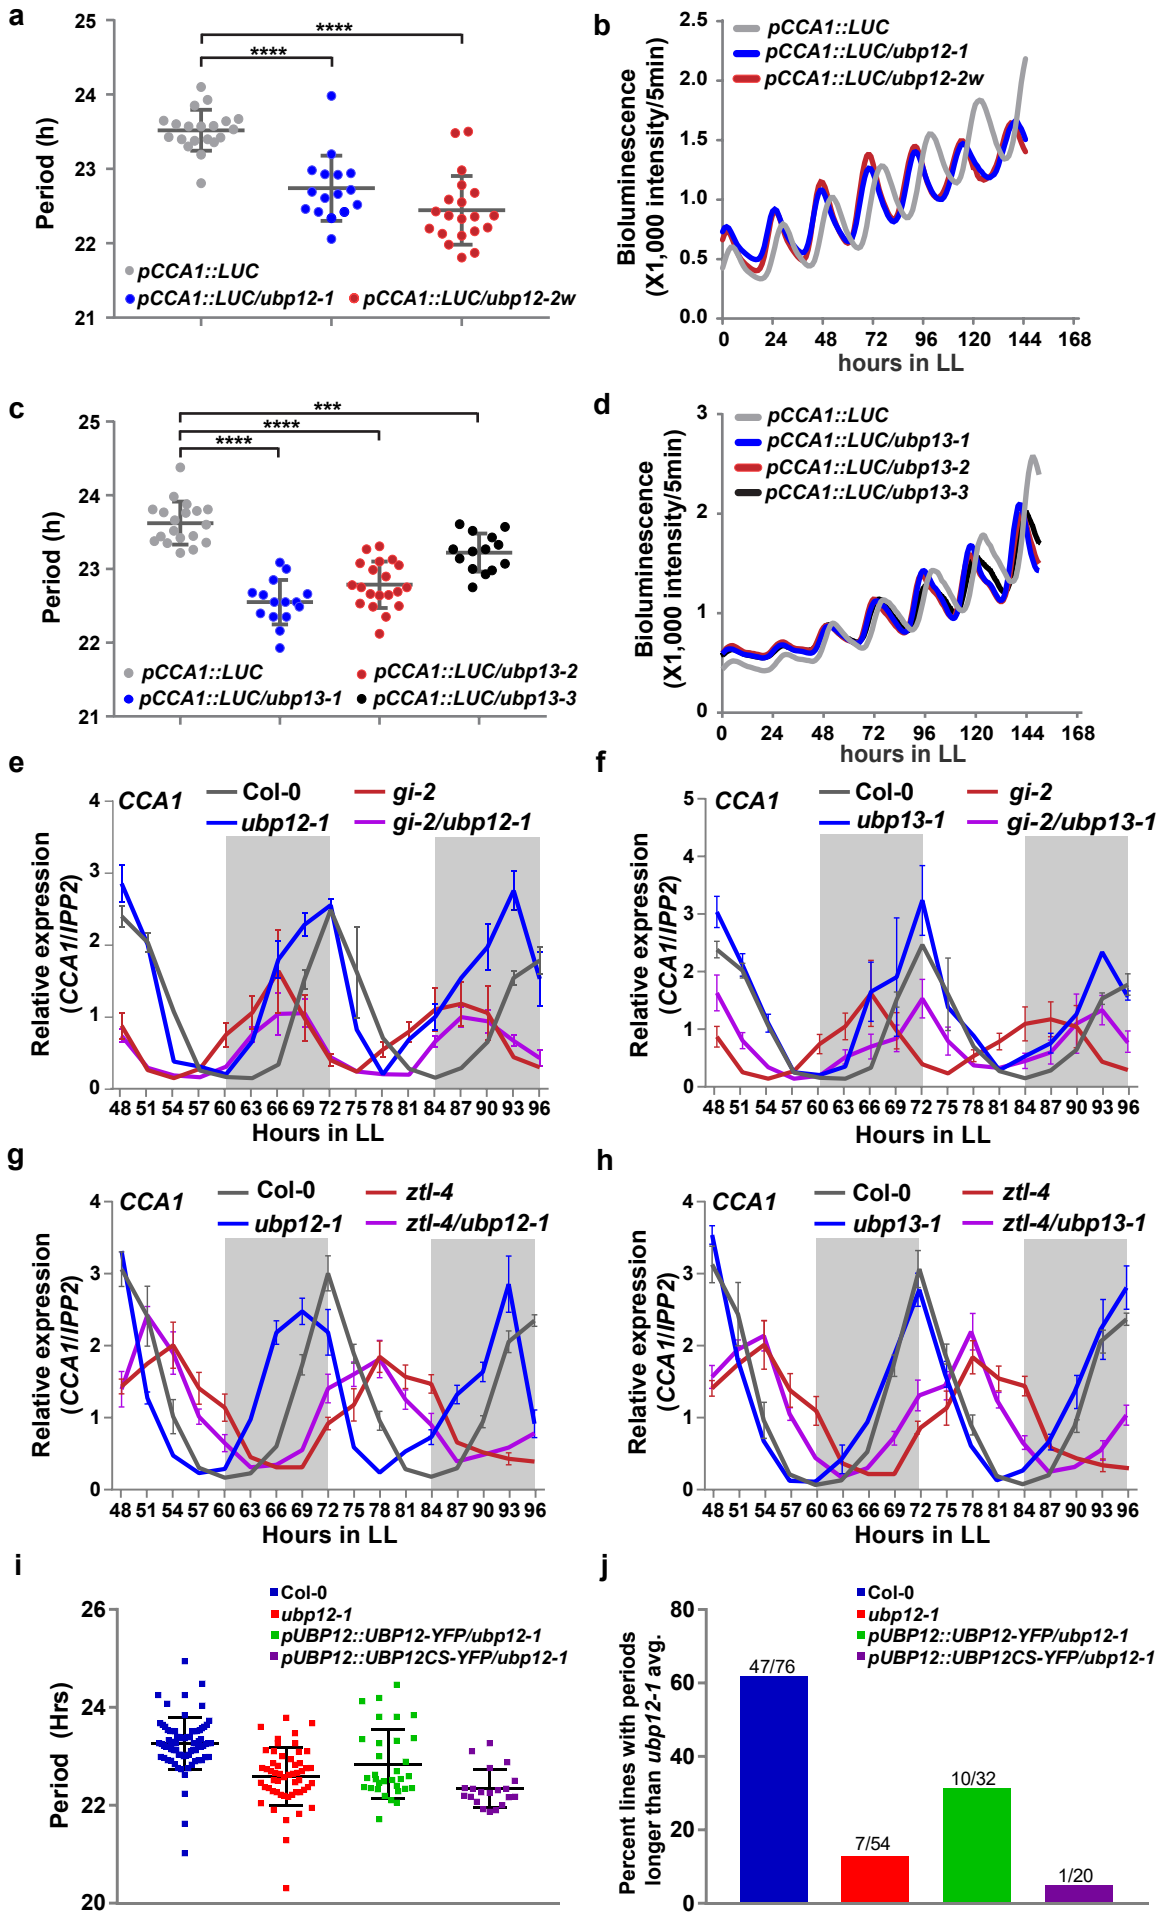 a
25
24
23
22
21
Period (h)
****
****
pCCA1::LUC
pCCA1::LUC/ubp12-1
pCCA1::LUC/ubp12-2w
b
2.5
2.0
1.5
1.0
0.5
0.0
Bioluminescence
(X1,000 intensity/5min)
pCCA1::LUC
pCCA1::LUC/ubp12-1
pCCA1::LUC/ubp12-2w
0 24 48 72 96 120 144 168
hours in LL
c
25
24
23
22
21
Period (h)
***
****
****
pCCA1::LUC
pCCA1::LUC/ubp13-2
pCCA1::LUC/ubp13-1
pCCA1::LUC/ubp13-3
d
3
2
1
0
Bioluminescence
(X1,000 intensity/5min)
pCCA1::LUC
pCCA1::LUC/ubp13-1
pCCA1::LUC/ubp13-2
pCCA1::LUC/ubp13-3
0 24 48 72 96 120 144 168
hours in LL
e
CCA1
Col-0
gi-2
ubp12-1
gi-2/ubp12-1
4
3
2
1
0
Relative expression
(CCA1/IPP2)
48 51 54 57 60 63 66 69 72 75 78 81 84 87 90 93 96
Hours in LL
f
CCA1
Col-0
gi-2
ubp13-1
gi-2/ubp13-1
5
4
3
2
1
0
Relative expression
(CCA1/IPP2)
48 51 54 57 60 63 66 69 72 75 78 81 84 87 90 93 96
Hours in LL
g
CCA1
Col-0
ztl-4
ubp12-1
ztl-4/ubp12-1
4
3
2
1
0
Relative expression
(CCA1/IPP2)
48 51 54 57 60 63 66 69 72 75 78 81 84 87 90 93 96
Hours in LL
h
CCA1
Col-0
ztl-4
ubp13-1
ztl-4/ubp13-1
4
3
2
1
0
Relative expression
(CCA1/IPP2)
48 51 54 57 60 63 66 69 72 75 78 81 84 87 90 93 96
Hours in LL
i
Col-0
ubp12-1
pUBP12::UBP12-YFP/ubp12-1
pUBP12::UBP12CS-YFP/ubp12-1
26
24
22
20
Period (Hrs)
j
Col-0
ubp12-1
pUBP12::UBP12-YFP/ubp12-1
pUBP12::UBP12CS-YFP/ubp12-1
80
60
40
20
0
Percent lines with periods
longer than ubp12-1 avg.
47/76
7/54
10/32
1/20